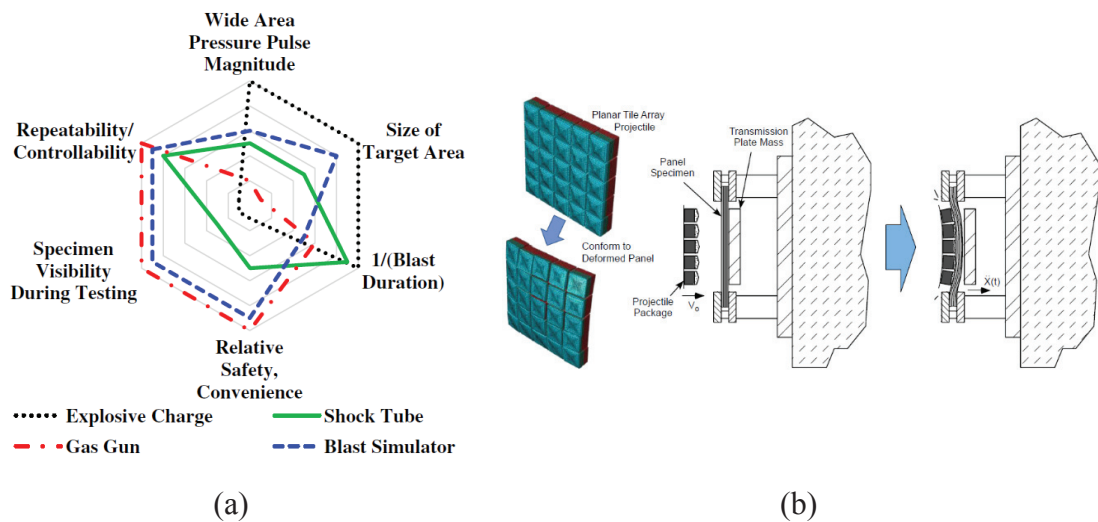 Wide Area
Pressure Pulse
Magnitude
Repeatability/
Controllability
Size of
Target Area
Specimen
Visibility
During Testing
1/(Blast
Duration)
Relative
Safety,
Convenience
Explosive Charge
Shock Tube
Gas Gun
Blast Simulator
(a)
Planar Tile Array
Projectile
Conform to
Deformed Panel
Transmission
Plate Mass
Panel
Specimen
Projectile
Package
V₀
Ẋ(t)
(b)